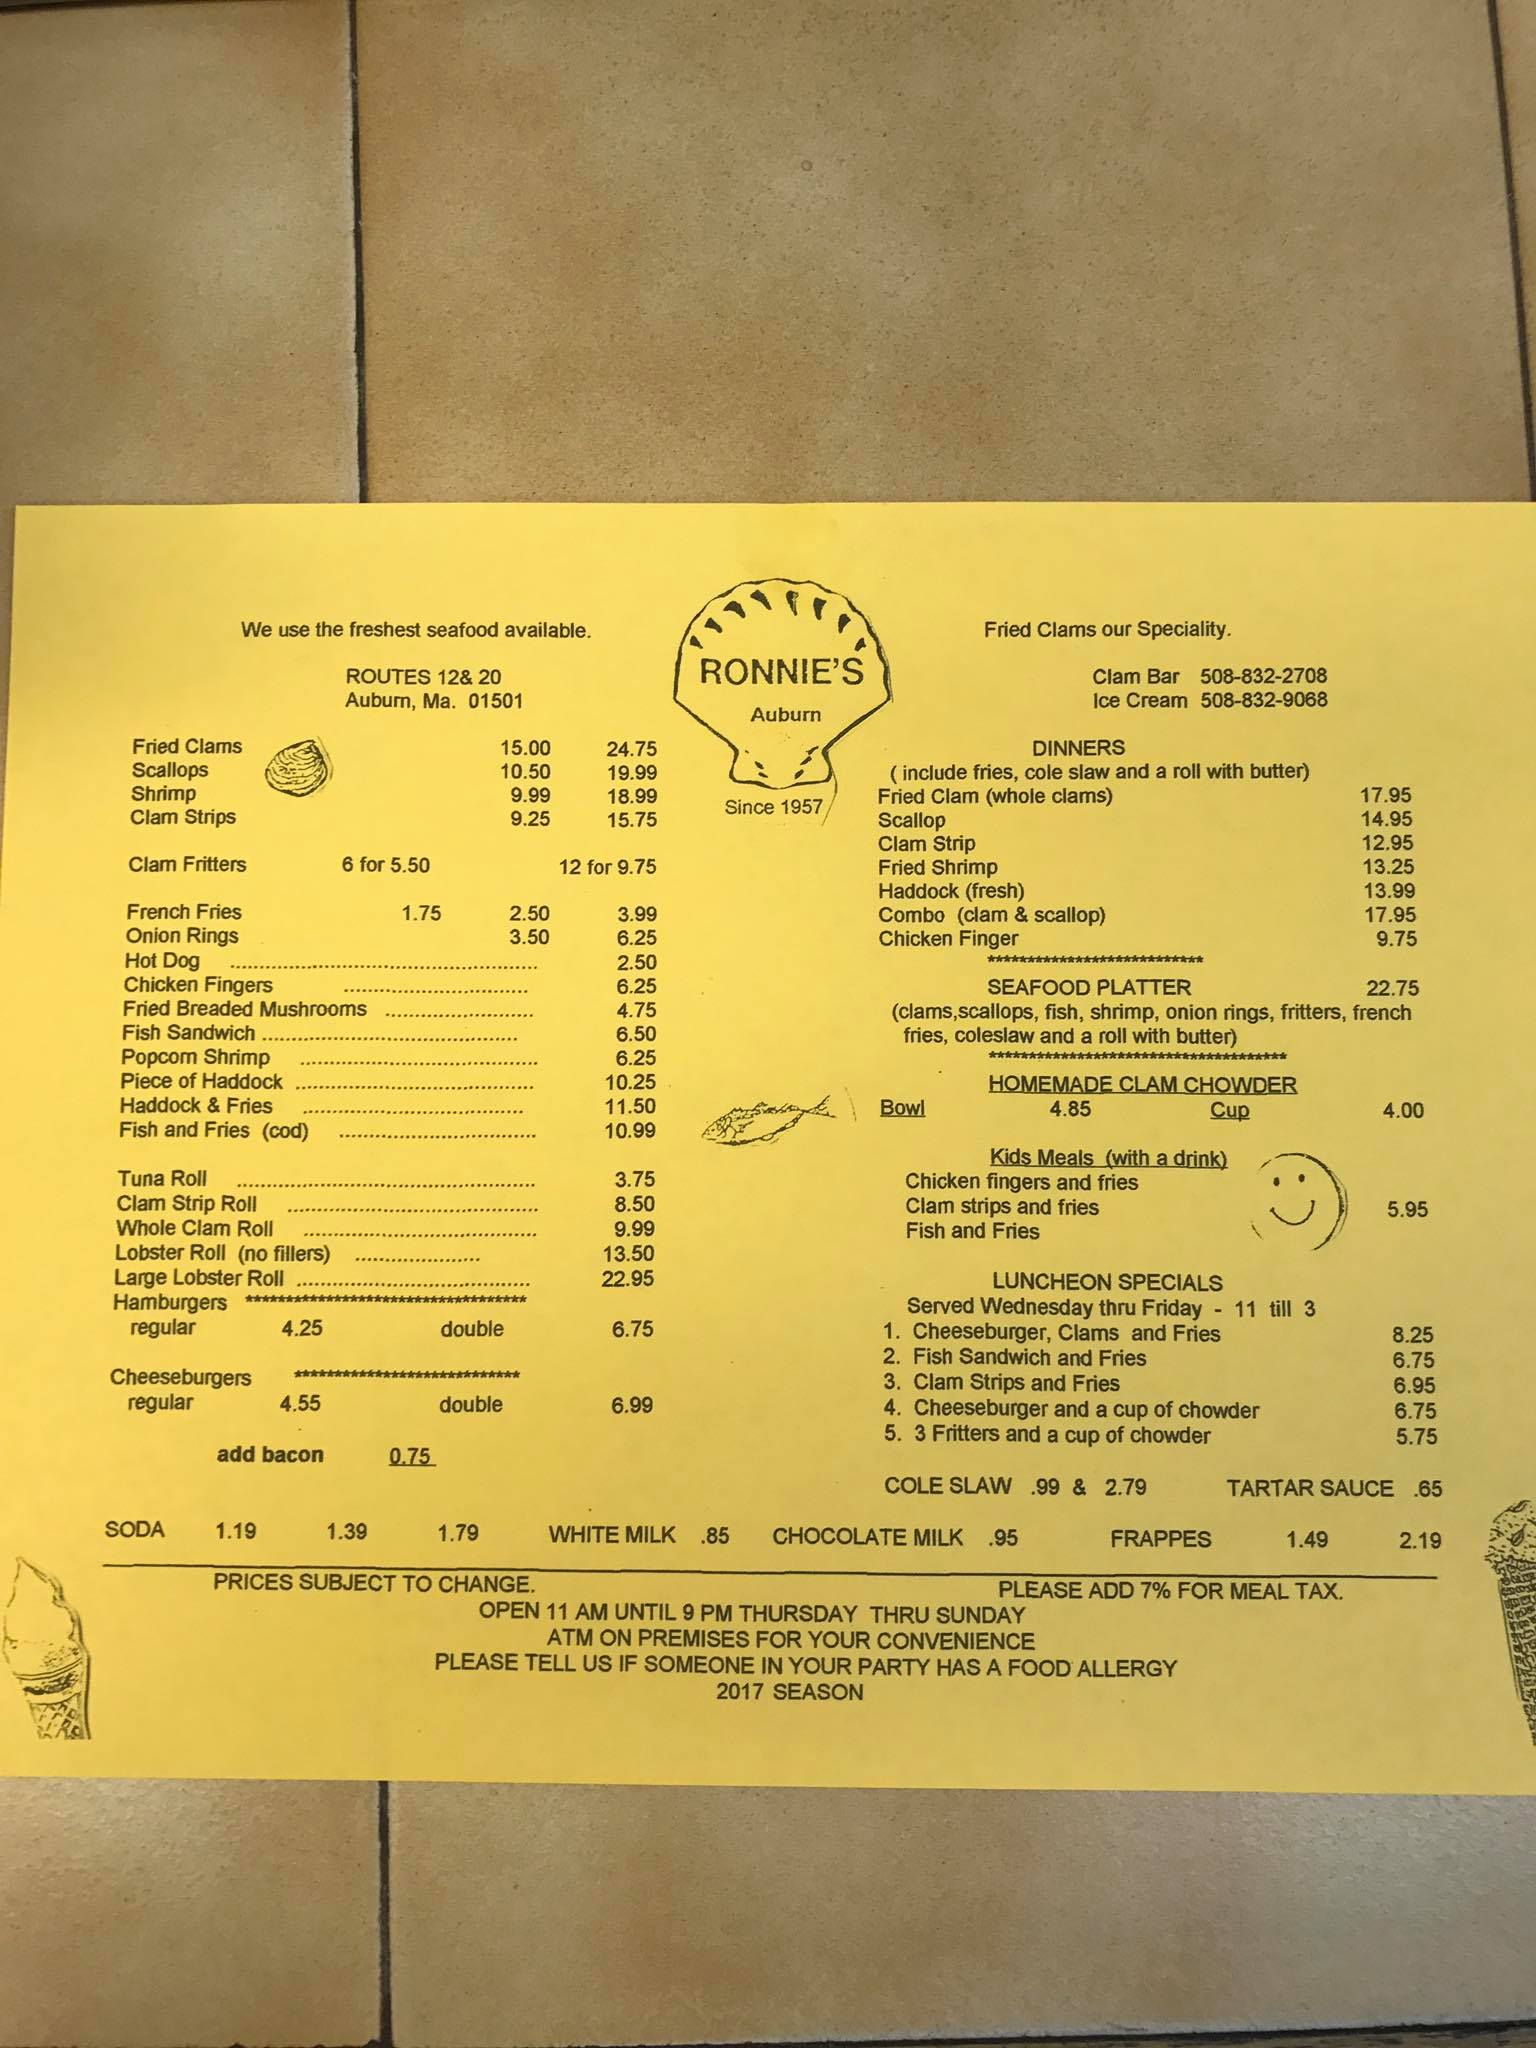 We use the freshest seafood available.
ROUTES 12& 20
Auburn, Ma. 01501
RONNIE'S
Auburn
Since 1957
Fried Clams our Speciality.
Clam Bar 508-832-2708
Ice Cream 508-832-9068
Fried Clams 15.00 24.75
Scallops 10.50 19.99
Shrimp 9.99 18.99
Clam Strips 9.25 15.75
Clam Fritters 6 for 5.50 12 for 9.75
French Fries 1.75 2.50 3.99
Onion Rings 3.50 6.25
Hot Dog ....................................... 2.50
Chicken Fingers .............................. 6.25
Fried Breaded Mushrooms ........................ 4.75
Fish Sandwich ......................................... 6.50
Popcorn Shrimp ....................................... 6.25
Piece of Haddock ....................................... 10.25
Haddock & Fries ................................... 11.50
Fish and Fries (cod) ................................ 10.99
Tuna Roll ................................................ 3.75
Clam Strip Roll ........................................ 8.50
Whole Clam Roll ..................................... 9.99
Lobster Roll (no fillers) .................... 13.50
Large Lobster Roll ..................................... 22.95
Hamburgers ***********************************
regular 4.25 double 6.75
Cheeseburgers ****************************
regular 4.55 double 6.99
add bacon 0.75
DINNERS
( include fries, cole slaw and a roll with butter)
Fried Clam (whole clams) 17.95
Scallop 14.95
Clam Strip 12.95
Fried Shrimp 13.25
Haddock (fresh) 13.99
Combo (clam & scallop) 17.95
Chicken Finger 9.75
***************************
SEAFOOD PLATTER 22.75
(clams,scallops, fish, shrimp, onion rings, fritters, french
fries, coleslaw and a roll with butter)
*************************************
HOMEMADE CLAM CHOWDER
Bowl 4.85 Cup 4.00
Kids Meals (with a drink)
Chicken fingers and fries
Clam strips and fries 5.95
Fish and Fries
LUNCHEON SPECIALS
Served Wednesday thru Friday - 11 till 3
1. Cheeseburger, Clams and Fries 8.25
2. Fish Sandwich and Fries 6.75
3. Clam Strips and Fries 6.95
4. Cheeseburger and a cup of chowder 6.75
5. 3 Fritters and a cup of chowder 5.75
COLE SLAW .99 & 2.79 TARTAR SAUCE .65
SODA 1.19 1.39 1.79 WHITE MILK .85 CHOCOLATE MILK .95 FRAPPES 1.49 2.19
PRICES SUBJECT TO CHANGE. PLEASE ADD 7% FOR MEAL TAX.
OPEN 11 AM UNTIL 9 PM THURSDAY THRU SUNDAY
ATM ON PREMISES FOR YOUR CONVENIENCE
PLEASE TELL US IF SOMEONE IN YOUR PARTY HAS A FOOD ALLERGY
2017 SEASON